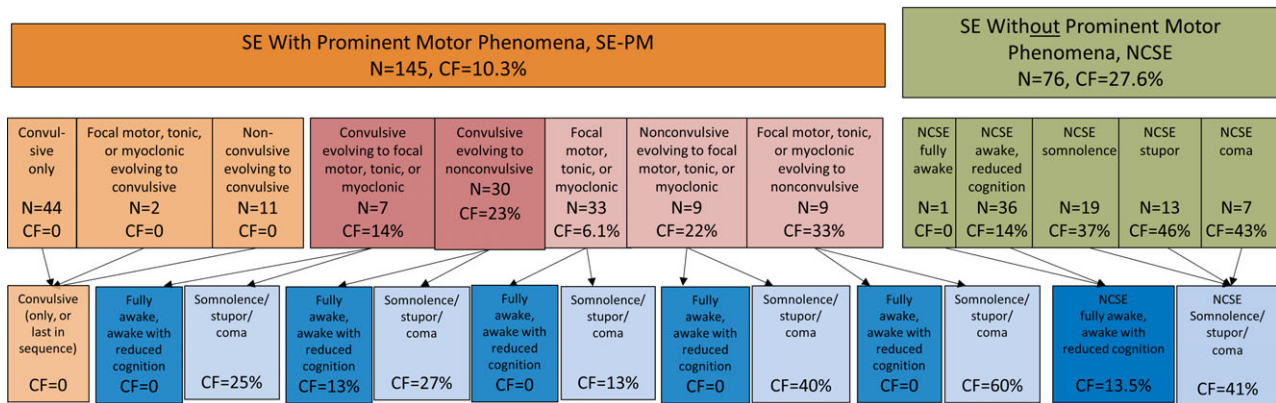 SE With Prominent Motor Phenomena, SE-PM
N=145, CF=10.3%
SE Without Prominent Motor
Phenomena, NCSE
N=76, CF=27.6%
Convul-
sive
only
N=44
CF=0
Focal motor, tonic,
or myoclonic
evolving to
convulsive
N=2
CF=0
Non-
convulsive
evolving to
convulsive
N=11
CF=0
Convulsive
evolving to focal
motor, tonic, or
myoclonic
N=7
CF=14%
Convulsive
evolving to
nonconvulsive
N=30
CF=23%
Focal
motor,
tonic, or
myoclonic
N=33
CF=6.1%
Nonconvulsive
evolving to focal
motor, tonic, or
myoclonic
N=9
CF=22%
Focal motor, tonic,
or myoclonic
evolving to
nonconvulsive
N=9
CF=33%
NCSE
fully
awake
N=1
CF=0
NCSE
awake,
reduced
cognition
N=36
CF=14%
NCSE
somnolence
N=19
CF=37%
NCSE
stupor
N=13
CF=46%
NCSE
coma
N=7
CF=43%
Convulsive
(only, or
last in
sequence)
CF=0
Fully
awake,
awake with
reduced
cognition
CF=0
Somnolence/
stupor/
coma
CF=25%
Fully
awake,
awake with
reduced
cognition
CF=13%
Somnolence/
stupor/
coma
CF=27%
Fully
awake,
awake with
reduced
cognition
CF=0
Somnolence/
stupor/
coma
CF=13%
Fully
awake,
awake with
reduced
cognition
CF=0
Somnolence/
stupor/
coma
CF=40%
Fully
awake,
awake with
reduced
cognition
CF=0
Somnolence/
stupor/
coma
CF=60%
NCSE
fully awake,
awake with
reduced cognition
CF=13.5%
NCSE
Somnolence/
stupor/
coma
CF=41%